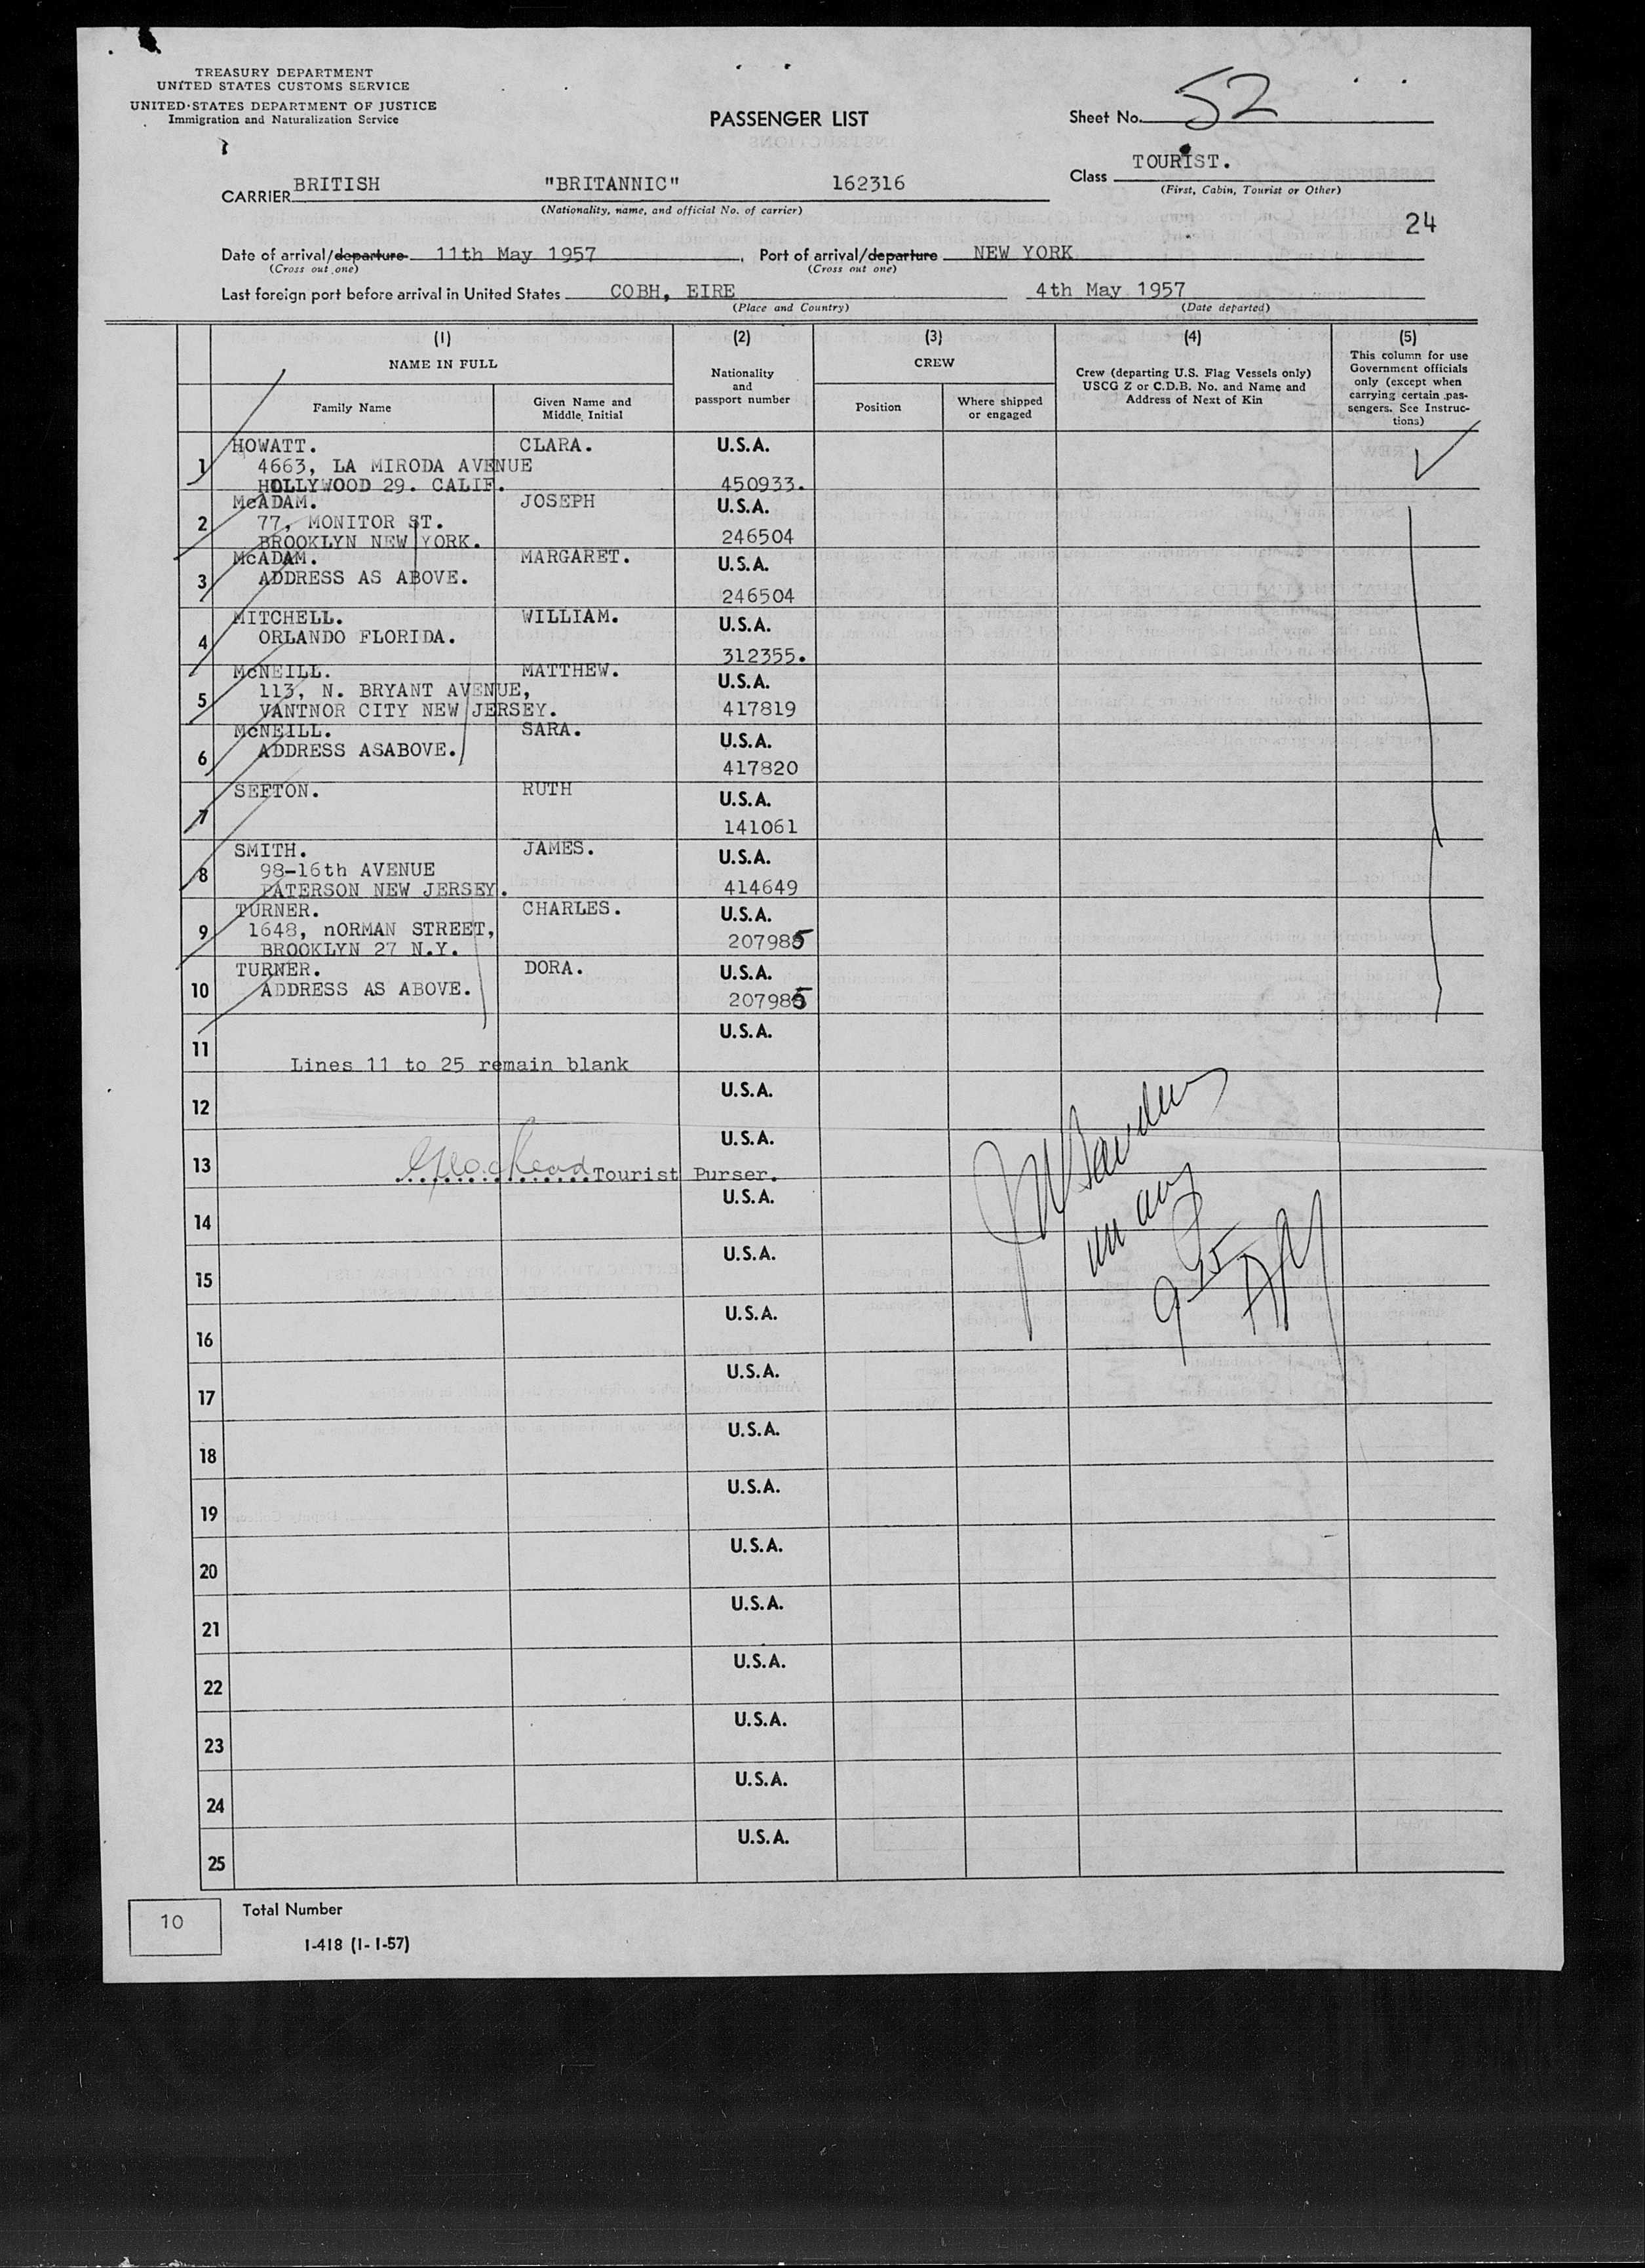 TREASURY DEPARTMENT
UNITED STATES CUSTOMS SERVICE
UNITED STATES DEPARTMENT OF JUSTICE
Immigration and Naturalization Service
PASSENGER LIST
Sheet No. 52
Class TOURIST.
(First, Cabin, Tourist or Other)
CARRIER BRITISH "BRITANNIC" 162316
(Nationality, name, and official No. of carrier)
24
Date of arrival/departure 11th May 1957, Port of arrival/departure NEW YORK
(Cross out one) (Cross out one)
Last foreign port before arrival in United States COBH, EIRE 4th May 1957
(Place and Country) (Date departed)
(1) (2) (3) (4) (5)
NAME IN FULL
Family Name
Given Name and
Middle Initial
Nationality
and
passport number
CREW
Position
Where shipped
or engaged
Crew (departing U.S. Flag Vessels only)
USCG Z or C.D.B. No. and Name and
Address of Next of Kin
This column for use
Government officials
only (except when
carrying certain pas-
sengers. See Instruc-
tions)
1 HOWATT. CLARA. U.S.A.
4663, LA MIRODA AVENUE
HOLLYWOOD 29. CALIF. 450933.
2 McADAM. JOSEPH U.S.A.
77, MONITOR ST.
BROOKLYN NEW YORK. 246504
3 McADAM. MARGARET. U.S.A.
ADDRESS AS ABOVE.
246504
4 MITCHELL. WILLIAM. U.S.A.
ORLANDO FLORIDA.
312355.
5 McNEILL. MATTHEW. U.S.A.
113, N. BRYANT AVENUE,
VANTNOR CITY NEW JERSEY. 417819
6 McNEILL. SARA. U.S.A.
ADDRESS ASABOVE.
417820
7 SEFTON. RUTH U.S.A.
141061
8 SMITH. JAMES. U.S.A.
98-16th AVENUE
PATERSON NEW JERSEY. 414649
9 TURNER. CHARLES. U.S.A.
1648, nORMAN STREET,
BROOKLYN 27 N.Y. 207985
10 TURNER. DORA. U.S.A.
ADDRESS AS ABOVE. 207985
11 U.S.A.
Lines 11 to 25 remain blank
12 U.S.A.
13 U.S.A.
Tourist Purser.
14 U.S.A.
15 U.S.A.
16 U.S.A.
17 U.S.A.
18 U.S.A.
19 U.S.A.
20 U.S.A.
21 U.S.A.
22 U.S.A.
23 U.S.A.
24 U.S.A.
25 U.S.A.
10 Total Number
I-418 (1-1-57)